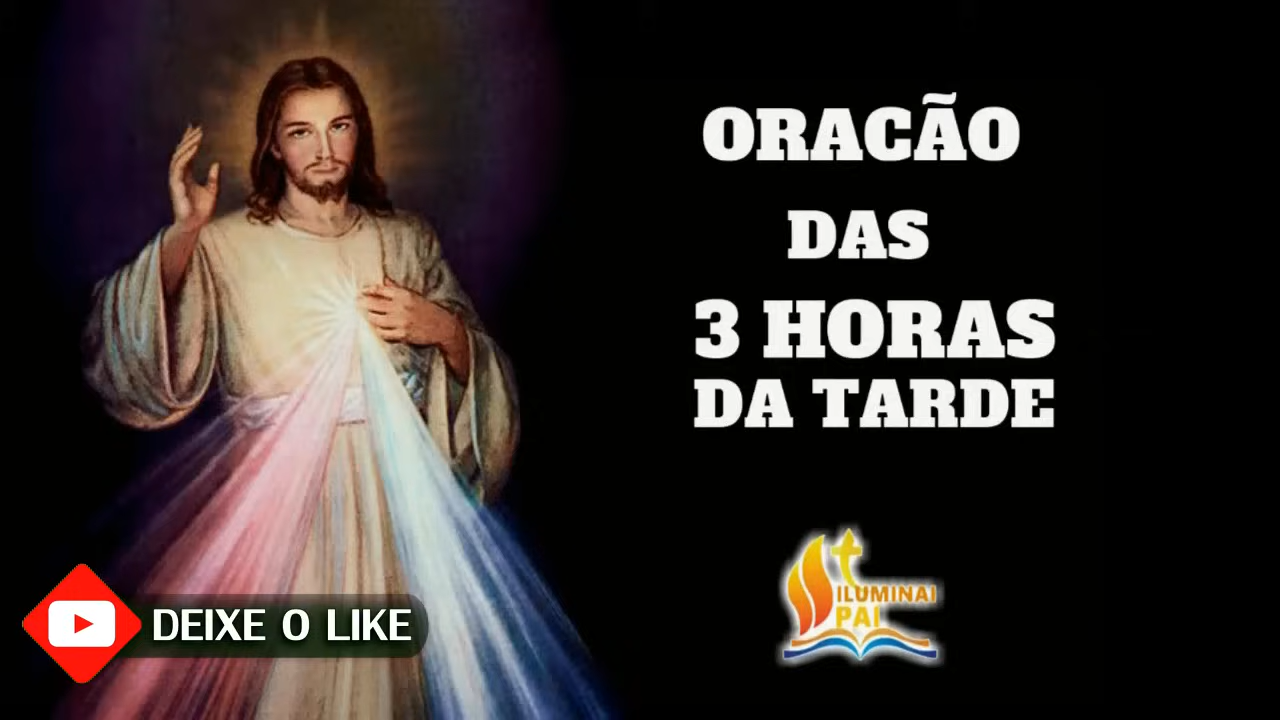 ORACÃO
DAS
3 HORAS
DA TARDE
ILUMINAI
PAI
DEIXE O LIKE